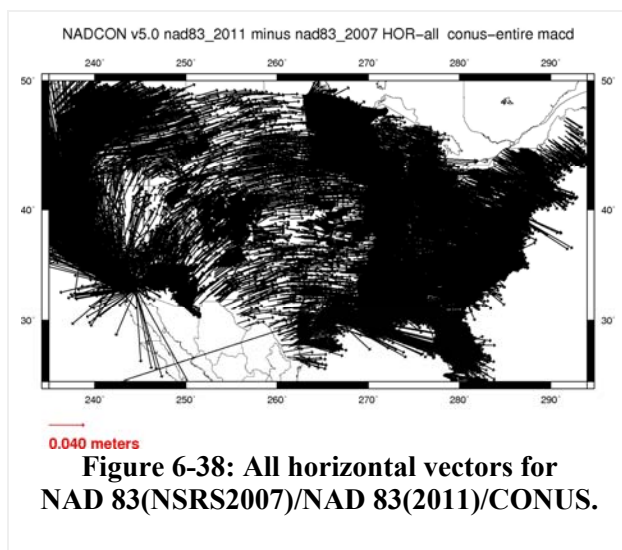 NADCON v5.0 nad83_2011 minus nad83_2007 HOR-all conus-entire macd
240° 250° 260° 270° 280° 290°
50° 50°
40° 40°
30° 30°
240° 250° 260° 270° 280° 290°
0.040 meters
Figure 6-38: All horizontal vectors for
NAD 83(NSRS2007)/NAD 83(2011)/CONUS.